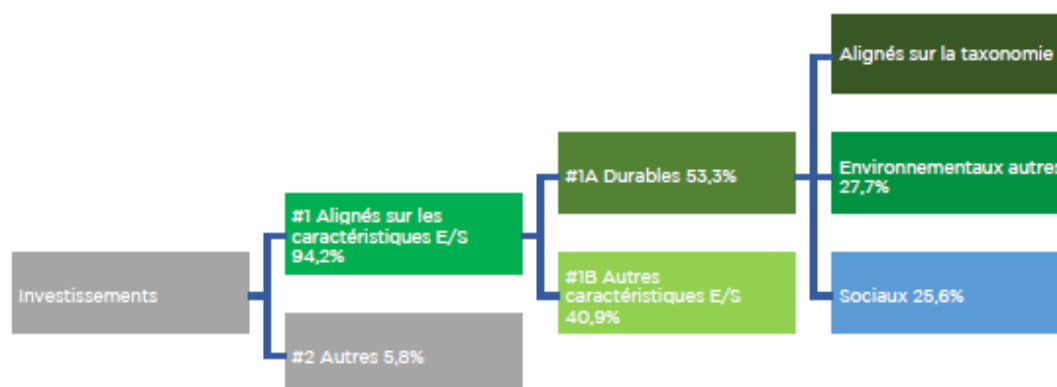 Investissements
#1 Alignés sur les
caractéristiques E/S
94,2%
#2 Autres 5,8%
#1A Durables 53,3%
#1B Autres
caractéristiques E/S
40,9%
Alignés sur la taxonomie
Environnementaux autres
27,7%
Sociaux 25,6%